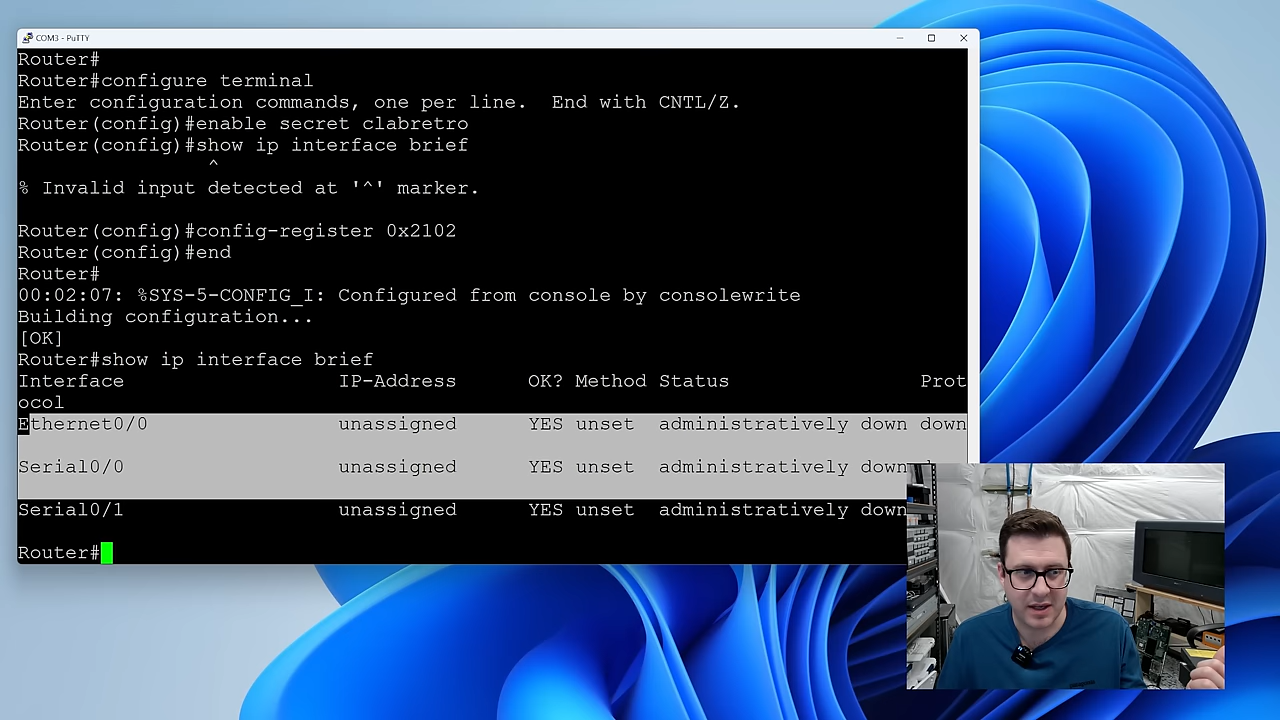 COM3 - PuTTY
Router#
Router#configure terminal
Enter configuration commands, one per line.  End with CNTL/Z.
Router(config)#enable secret clabretro
Router(config)#show ip interface brief
^
% Invalid input detected at '^' marker.
Router(config)#config-register 0x2102
Router(config)#end
Router#
00:02:07: %SYS-5-CONFIG_I: Configured from console by consolewrite
Building configuration...
[OK]
Router#show ip interface brief
Interface                  IP-Address      OK? Method Status                Prot
ocol
Ethernet0/0                unassigned      YES unset  administratively down down
Serial0/0                  unassigned      YES unset  administratively down
Serial0/1                  unassigned      YES unset  administratively down
Router#